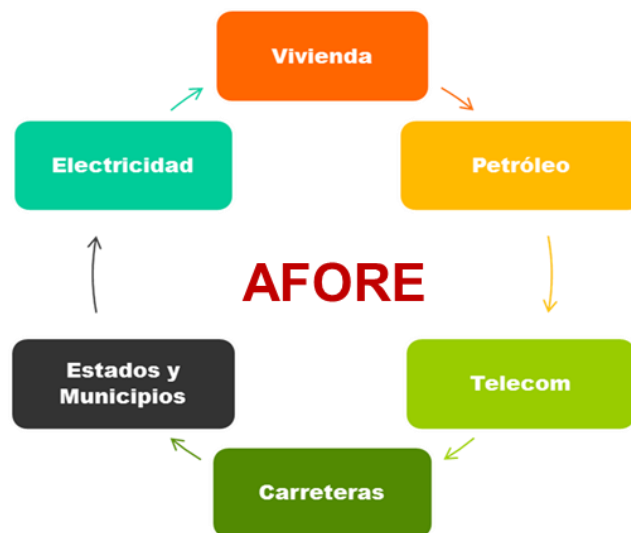 Vivienda
Electricidad
Petróleo
AFORE
Estados y
Municipios
Telecom
Carreteras